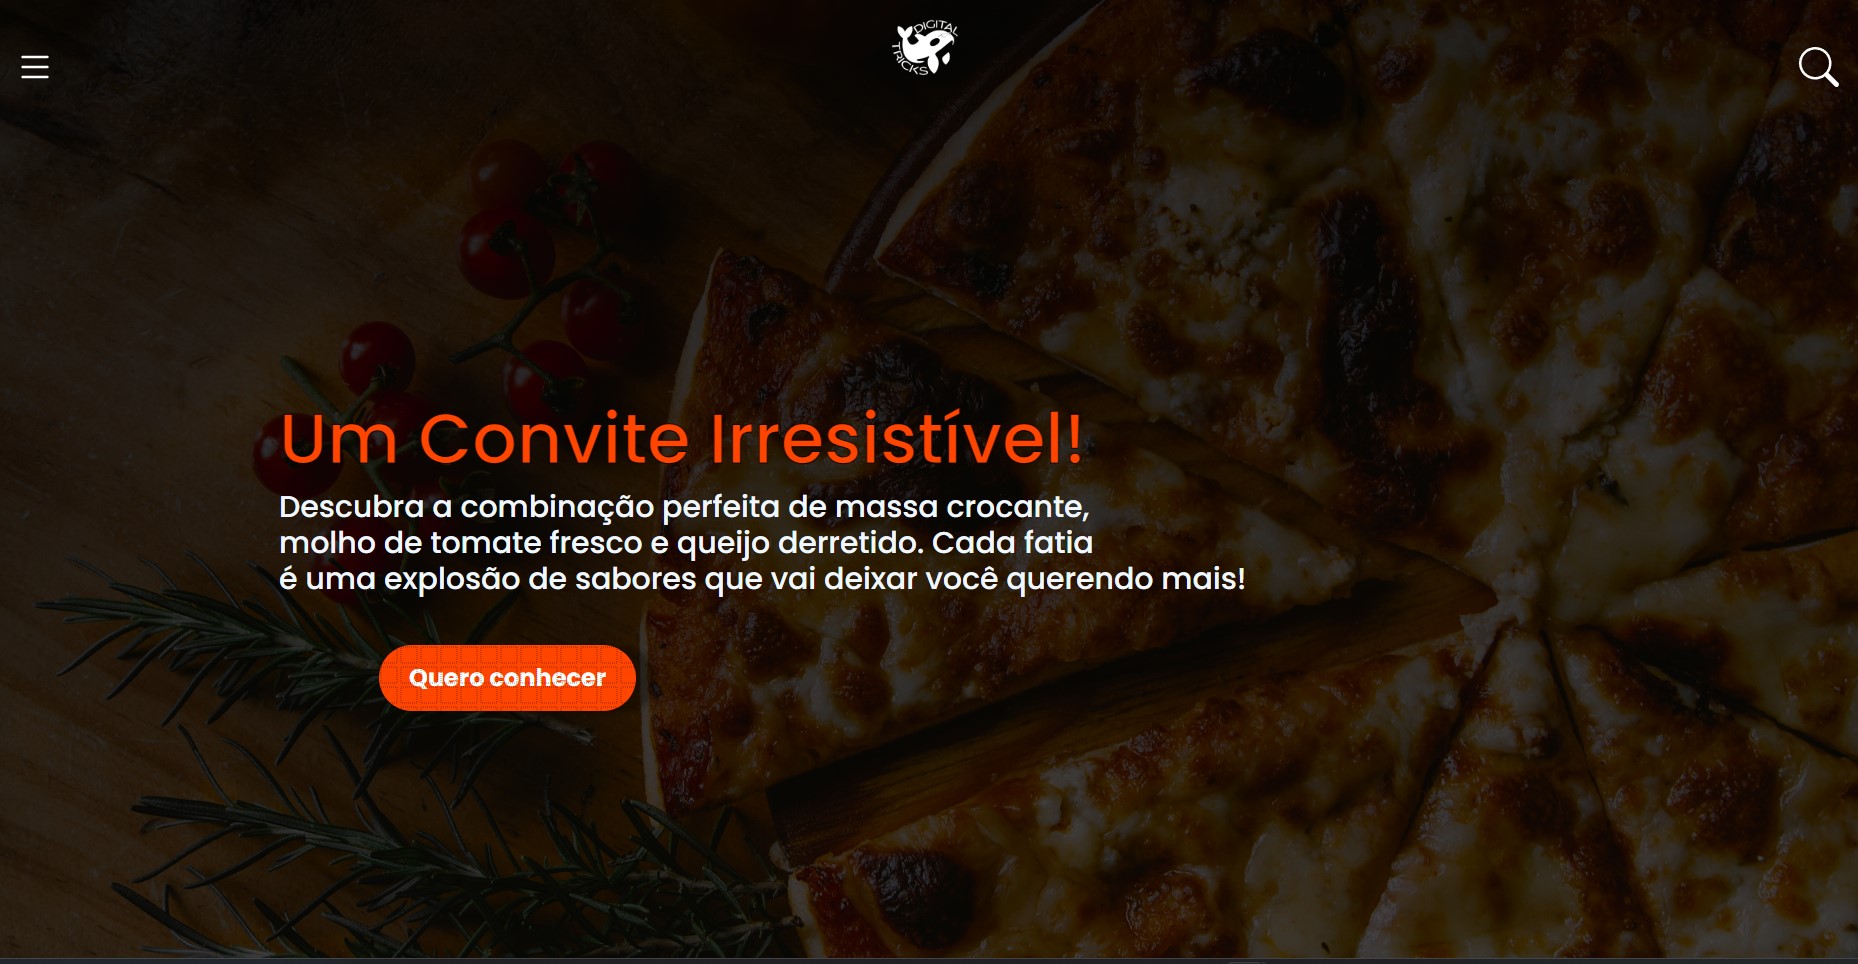 DIGITAL
TRICKS
Um Convite Irresistível!
Descubra a combinação perfeita de massa crocante,
molho de tomate fresco e queijo derretido. Cada fatia
é uma explosão de sabores que vai deixar você querendo mais!
Quero conhecer